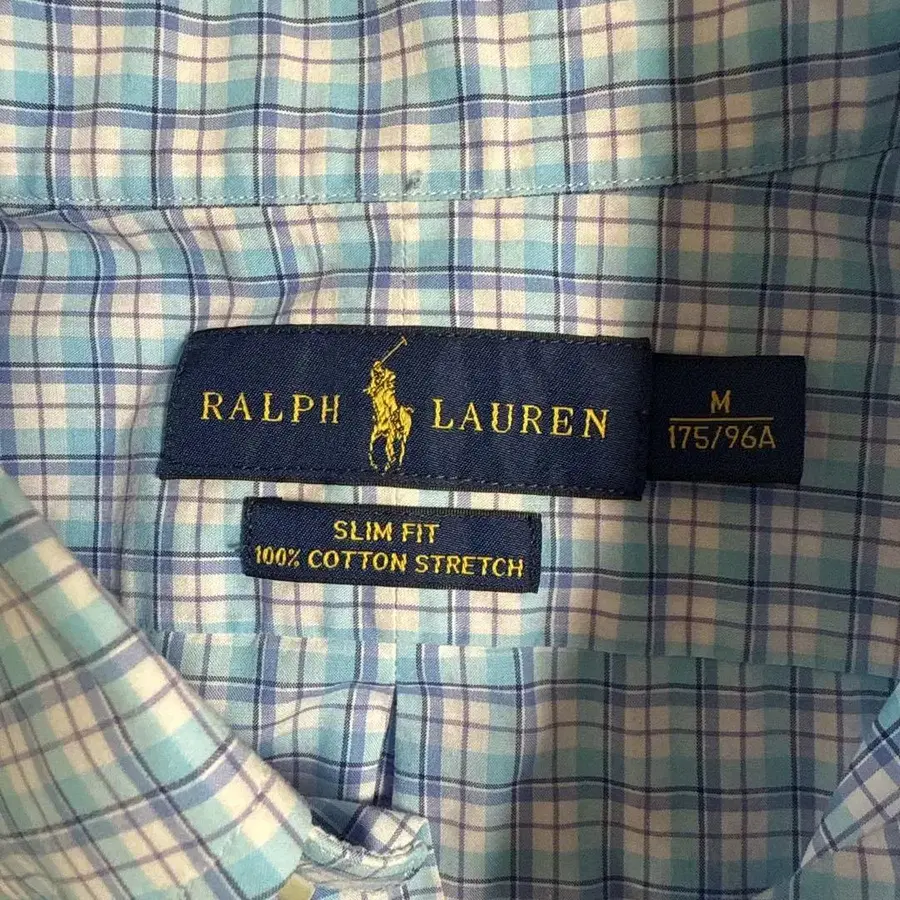 RALPH LAUREN
M
175/96A
SLIM FIT
100% COTTON STRETCH